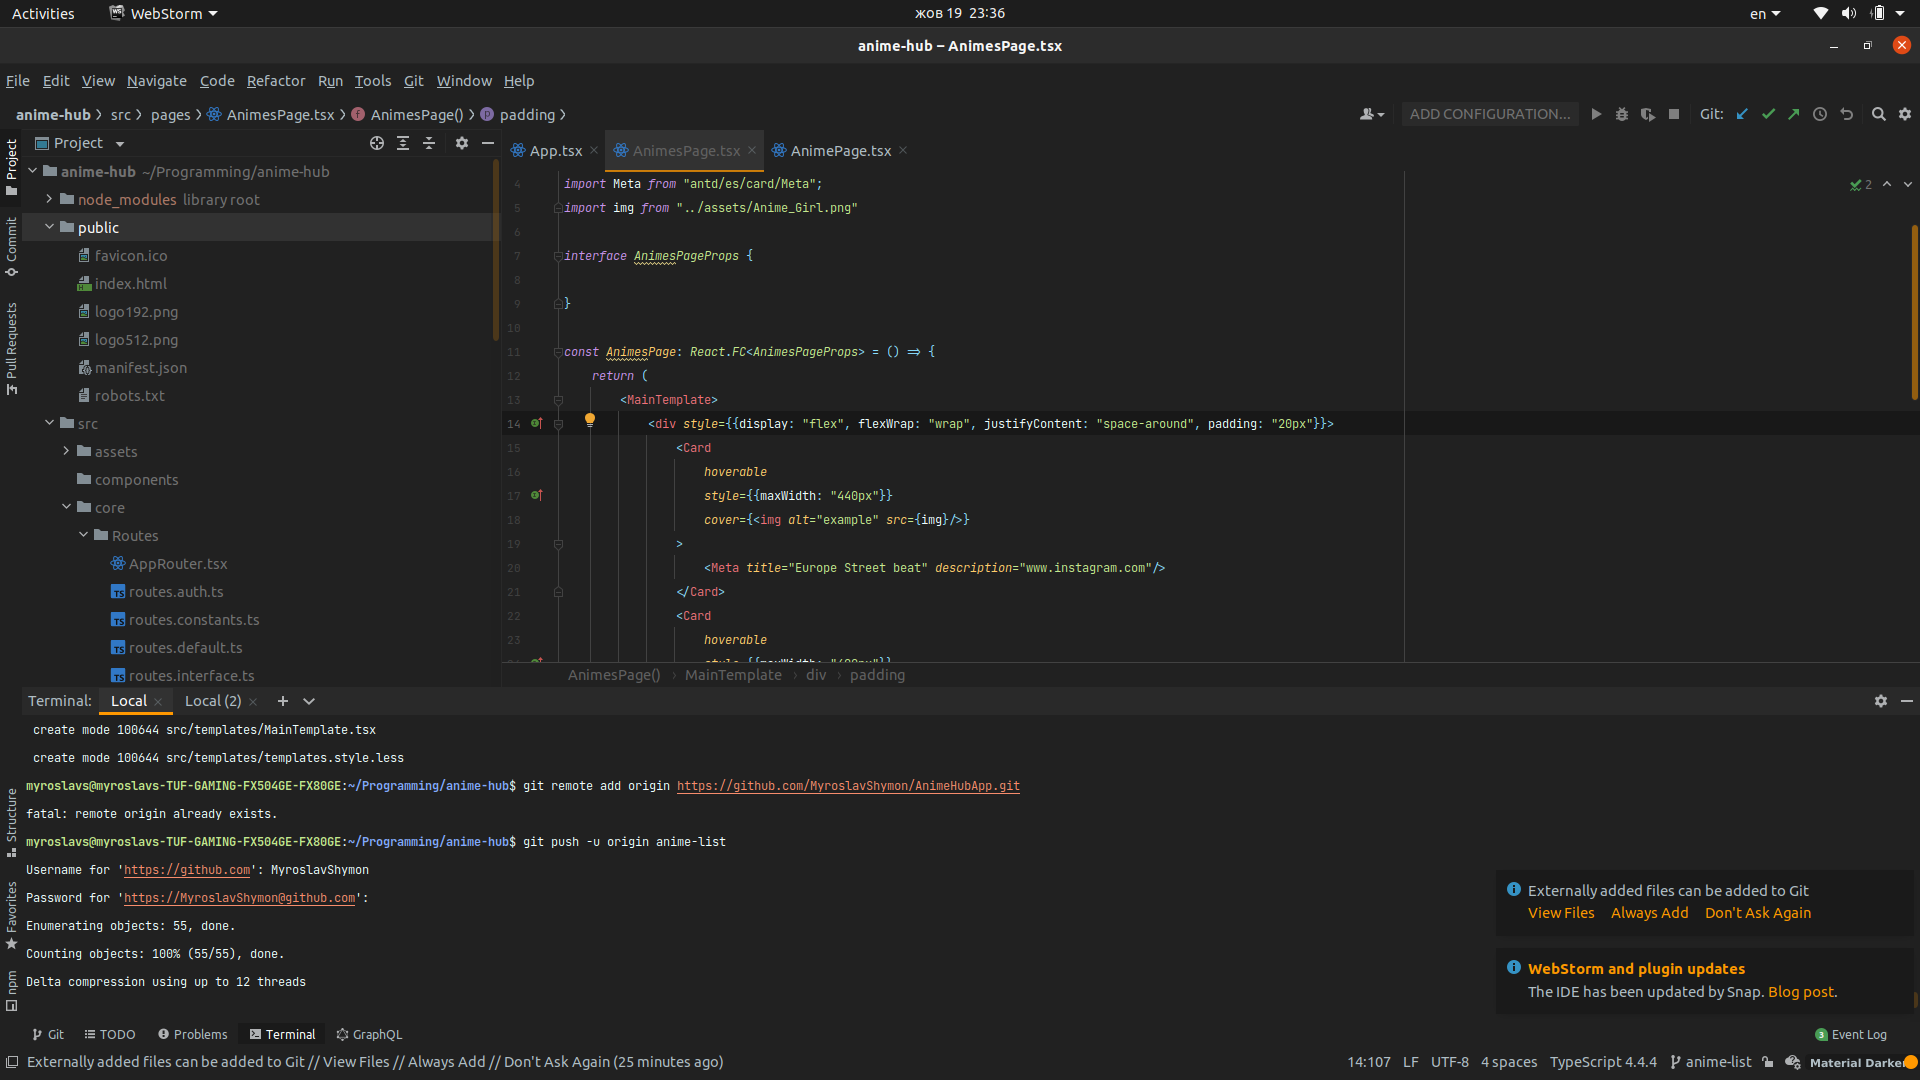 Activities
WebStorm
жов 19 23:36
en
anime-hub – AnimesPage.tsx
File Edit View Navigate Code Refactor Run Tools Git Window Help
anime-hub src pages AnimesPage.tsx AnimesPage() padding
ADD CONFIGURATION...
Git:
Project
Commit
Pull Requests
Structure
Favorites
npm
Project
anime-hub ~/Programming/anime-hub
node_modules library root
public
favicon.ico
index.html
logo192.png
logo512.png
manifest.json
robots.txt
src
assets
components
core
Routes
AppRouter.tsx
routes.auth.ts
routes.constants.ts
routes.default.ts
routes.interface.ts
App.tsx AnimesPage.tsx AnimePage.tsx
2
4 import Meta from "antd/es/card/Meta";
5 import img from "../assets/Anime_Girl.png"
6
7 interface AnimesPageProps {
8
9 }
10
11 const AnimesPage: React.FC<AnimesPageProps> = () => {
12 return (
13 <MainTemplate>
14 <div style={{display: "flex", flexWrap: "wrap", justifyContent: "space-around", padding: "20px"}}>
15 <Card
16 hoverable
17 style={{maxWidth: "440px"}}
18 cover={<img alt="example" src={img}/>}
19 >
20 <Meta title="Europe Street beat" description="www.instagram.com"/>
21 </Card>
22 <Card
23 hoverable
AnimesPage() MainTemplate div padding
Terminal: Local Local (2)
create mode 100644 src/templates/MainTemplate.tsx
create mode 100644 src/templates/templates.style.less
myroslavs@myroslavs-TUF-GAMING-FX504GE-FX80GE:~/Programming/anime-hub$ git remote add origin https://github.com/MyroslavShymon/AnimeHubApp.git
fatal: remote origin already exists.
myroslavs@myroslavs-TUF-GAMING-FX504GE-FX80GE:~/Programming/anime-hub$ git push -u origin anime-list
Username for 'https://github.com': MyroslavShymon
Password for 'https://MyroslavShymon@github.com':
Enumerating objects: 55, done.
Counting objects: 100% (55/55), done.
Delta compression using up to 12 threads
Externally added files can be added to Git
View Files Always Add Don't Ask Again
WebStorm and plugin updates
The IDE has been updated by Snap. Blog post.
Git TODO Problems Terminal GraphQL
3 Event Log
Externally added files can be added to Git // View Files // Always Add // Don't Ask Again (25 minutes ago)
14:107 LF UTF-8 4 spaces TypeScript 4.4.4 anime-list Material Darker